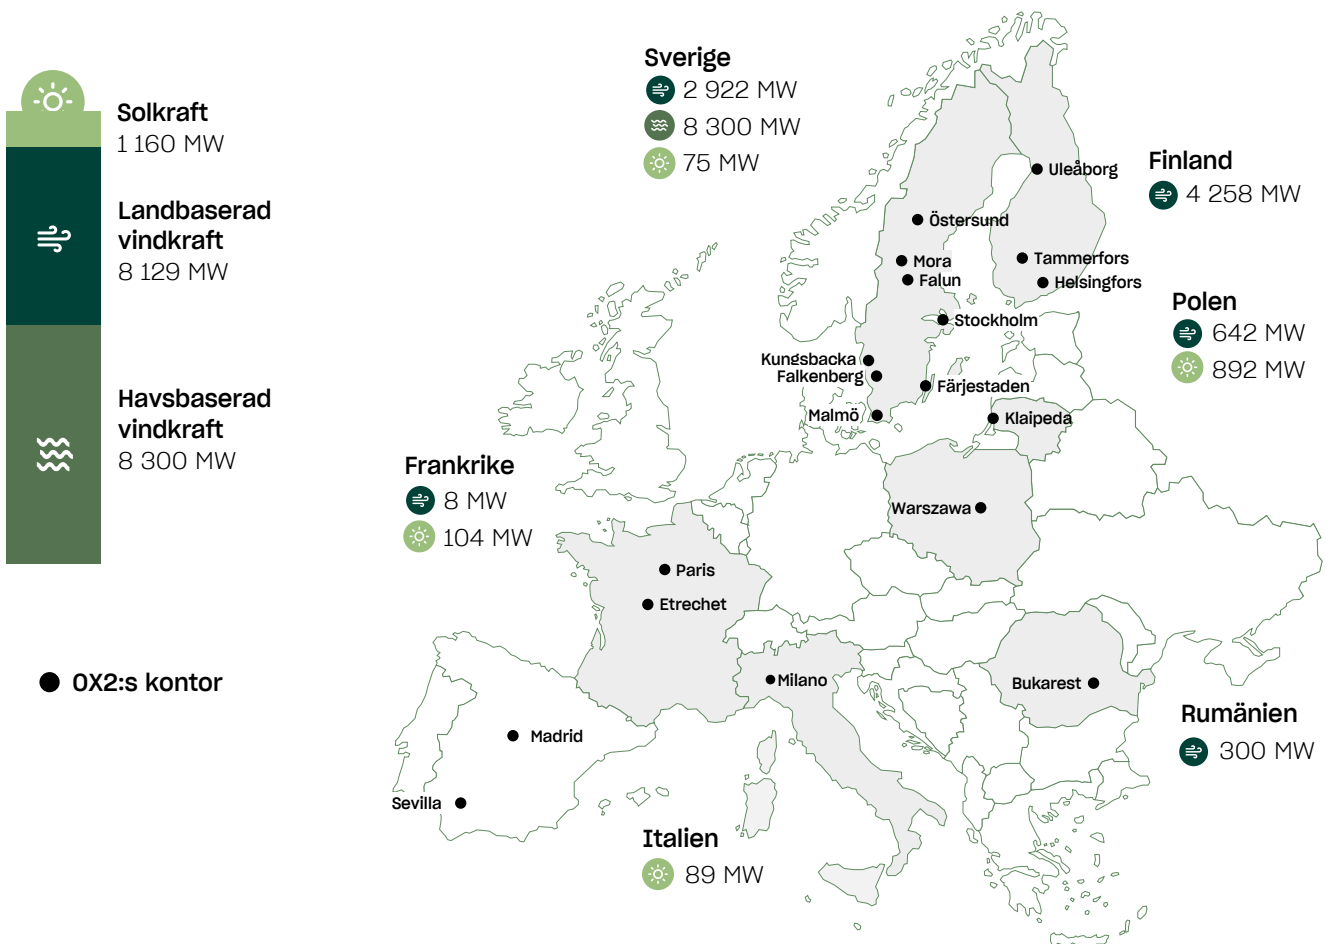 Solkraft
1 160 MW
Landbaserad
vindkraft
8 129 MW
Havsbaserad
vindkraft
8 300 MW
OX2:s kontor
Sverige
2 922 MW
8 300 MW
75 MW
Finland
4 258 MW
Polen
642 MW
892 MW
Frankrike
8 MW
104 MW
Italien
89 MW
Rumänien
300 MW
Uleåborg
Östersund
Mora
Falun
Tammerfors
Helsingfors
Stockholm
Kungsbacka
Falkenberg
Färjestaden
Malmö
Klaipeda
Warszawa
Paris
Etrechet
Milano
Bukarest
Madrid
Sevilla